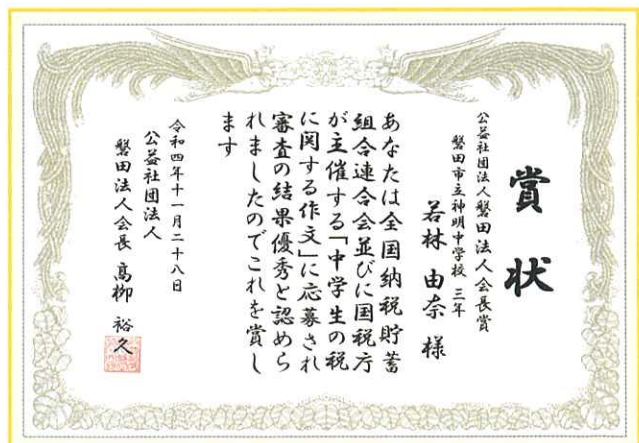 賞状
公益社団法人磐田法人会長賞
磐田市立神明中学校 三年
若林 由奈 様
あなたは全国納税貯蓄
組合連合会並びに国税庁
が主催する「中学生の税
に関する作文」に応募され
審査の結果優秀と認めら
れましたのでこれを賞し
ます
令和四年十一月二十八日
公益社団法人
磐田法人会長 高柳 裕久